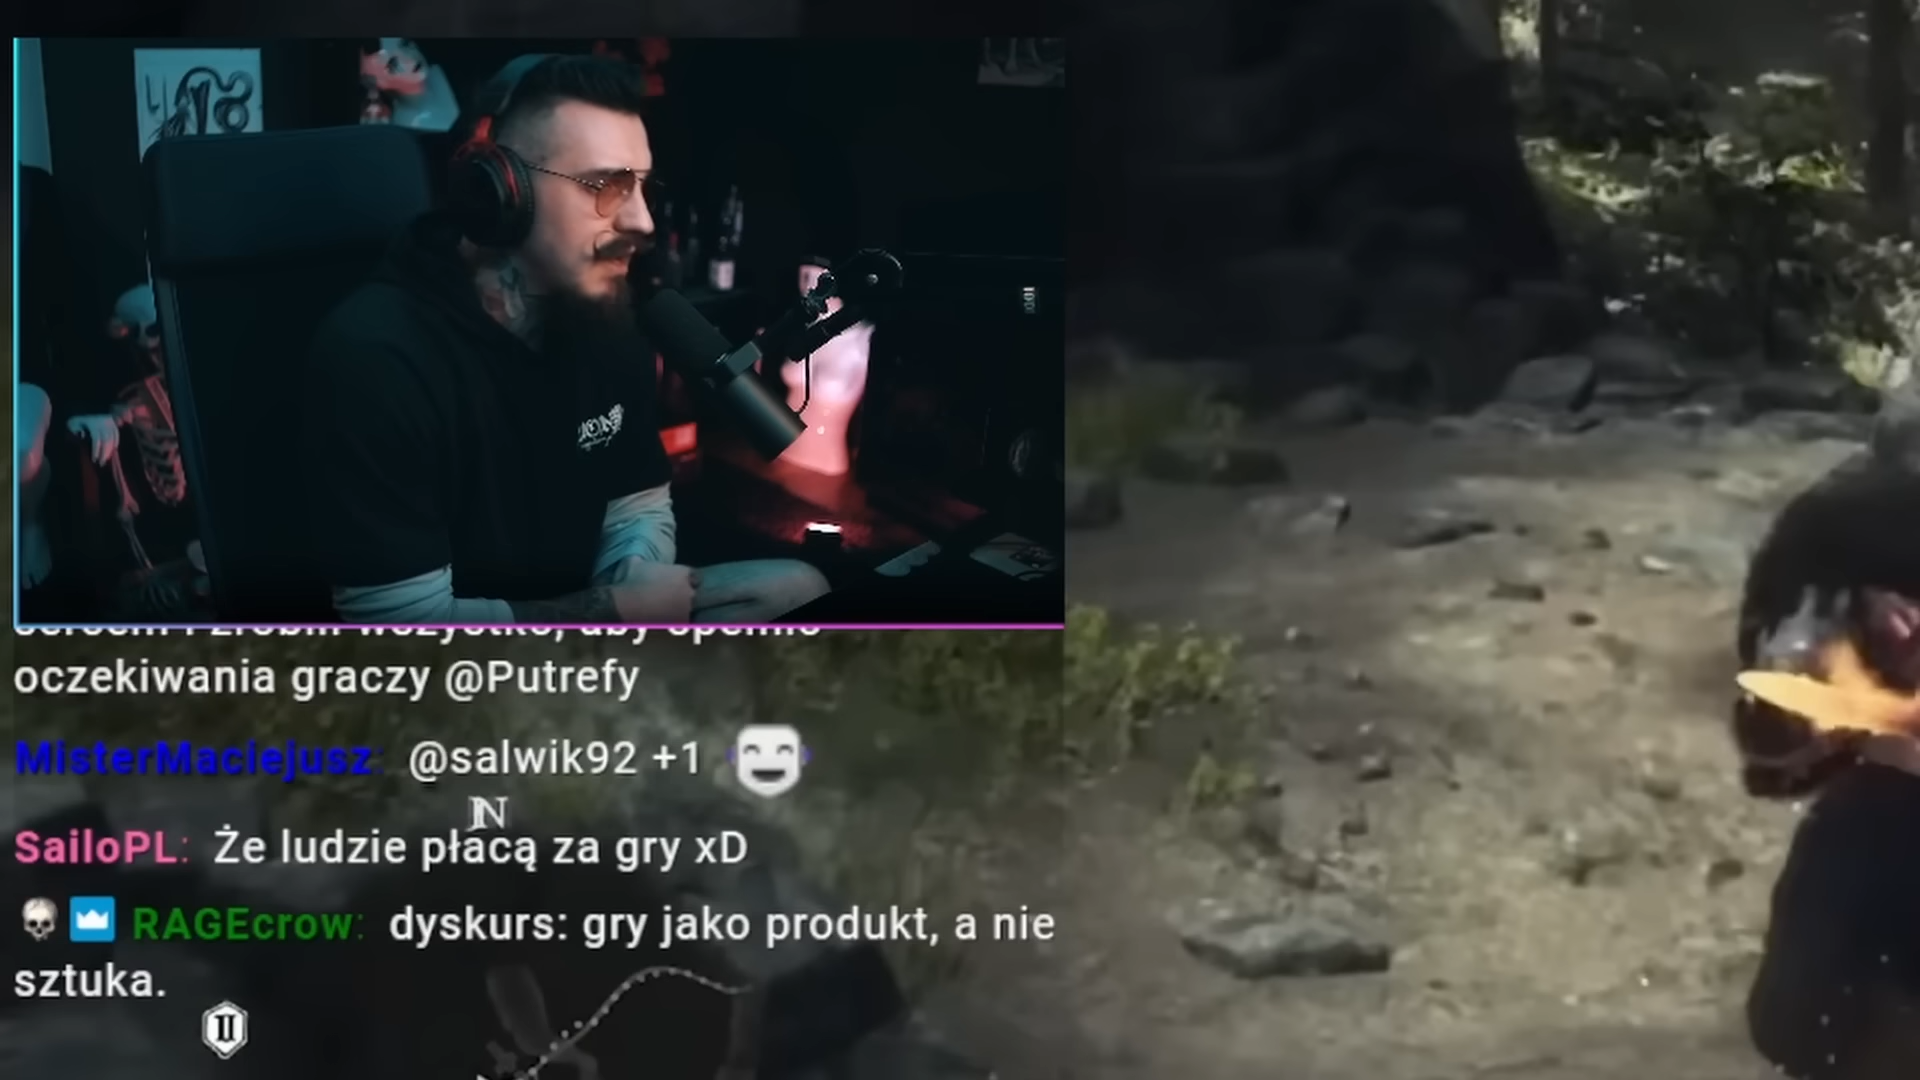 oczekiwania graczy @Putrefy
MisterMaciejusz: @salwik92 +1
N
SailoPL: Że ludzie płacą za gry xD
RAGEcrow: dyskurs: gry jako produkt, a nie
sztuka.
II